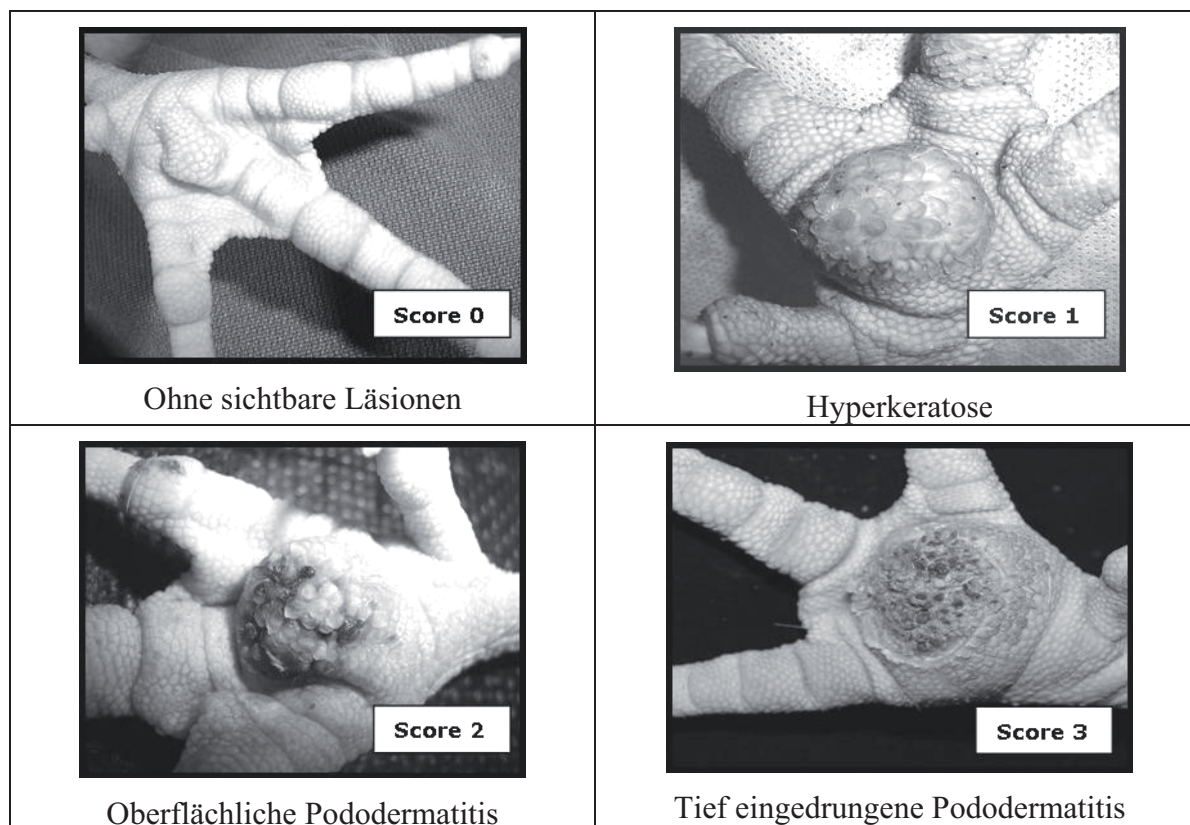 Score 0
Ohne sichtbare Läsionen
Score 1
Hyperkeratose
Score 2
Oberflächliche Pododermatitis
Score 3
Tief eingedrungene Pododermatitis